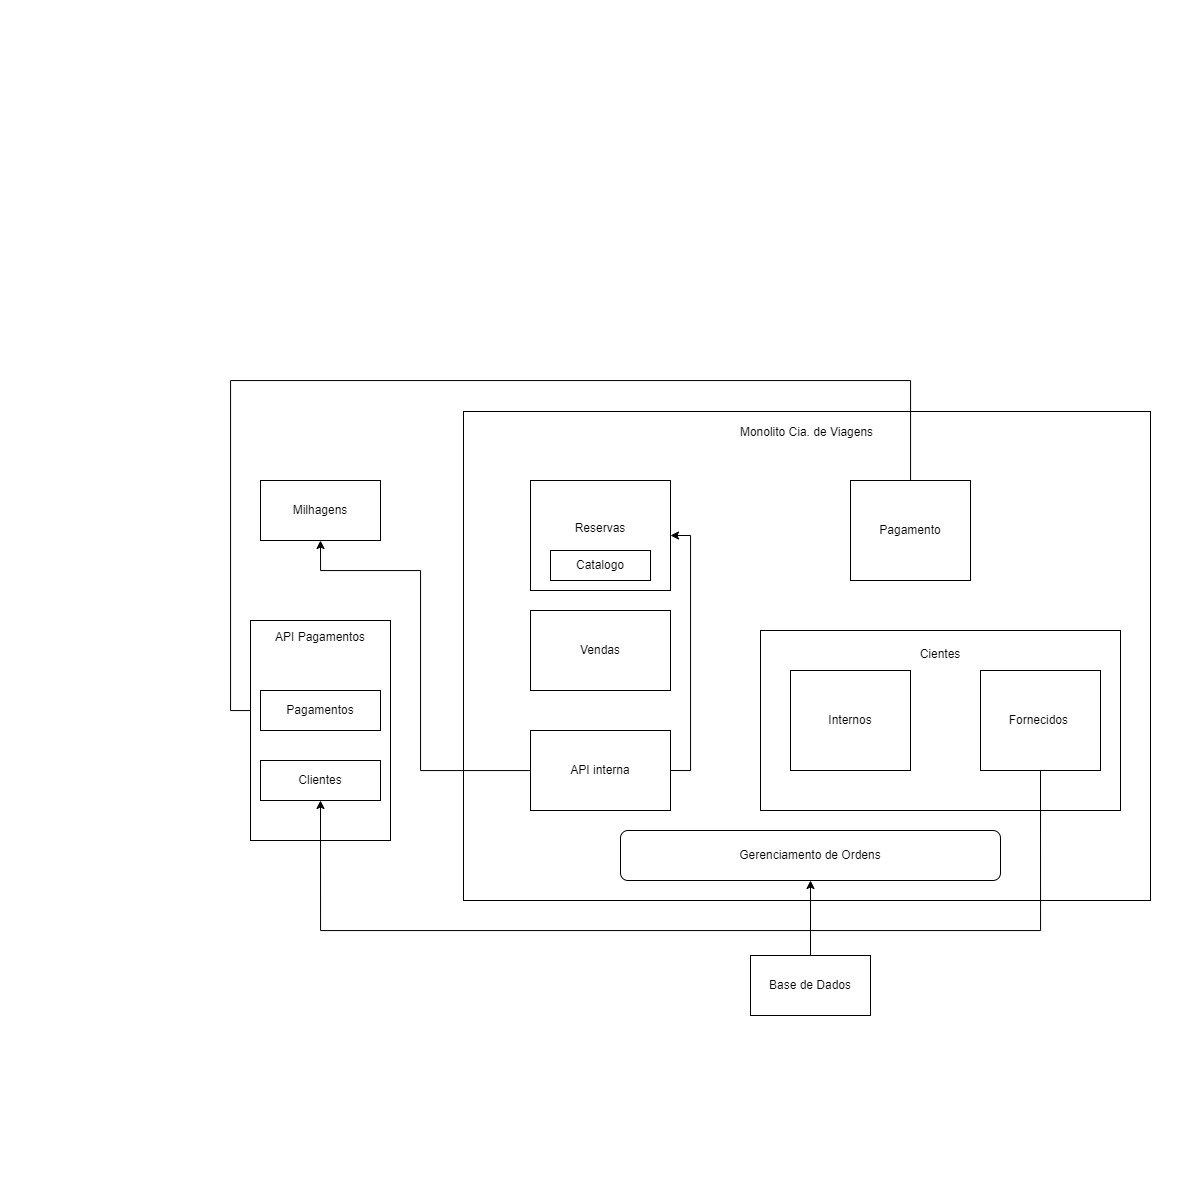 Monolito Cia. de Viagens
Milhagens
Reservas
Catalogo
Pagamento
API Pagamentos
Pagamentos
Clientes
Vendas
API interna
Cientes
Internos
Fornecidos
Gerenciamento de Ordens
Base de Dados